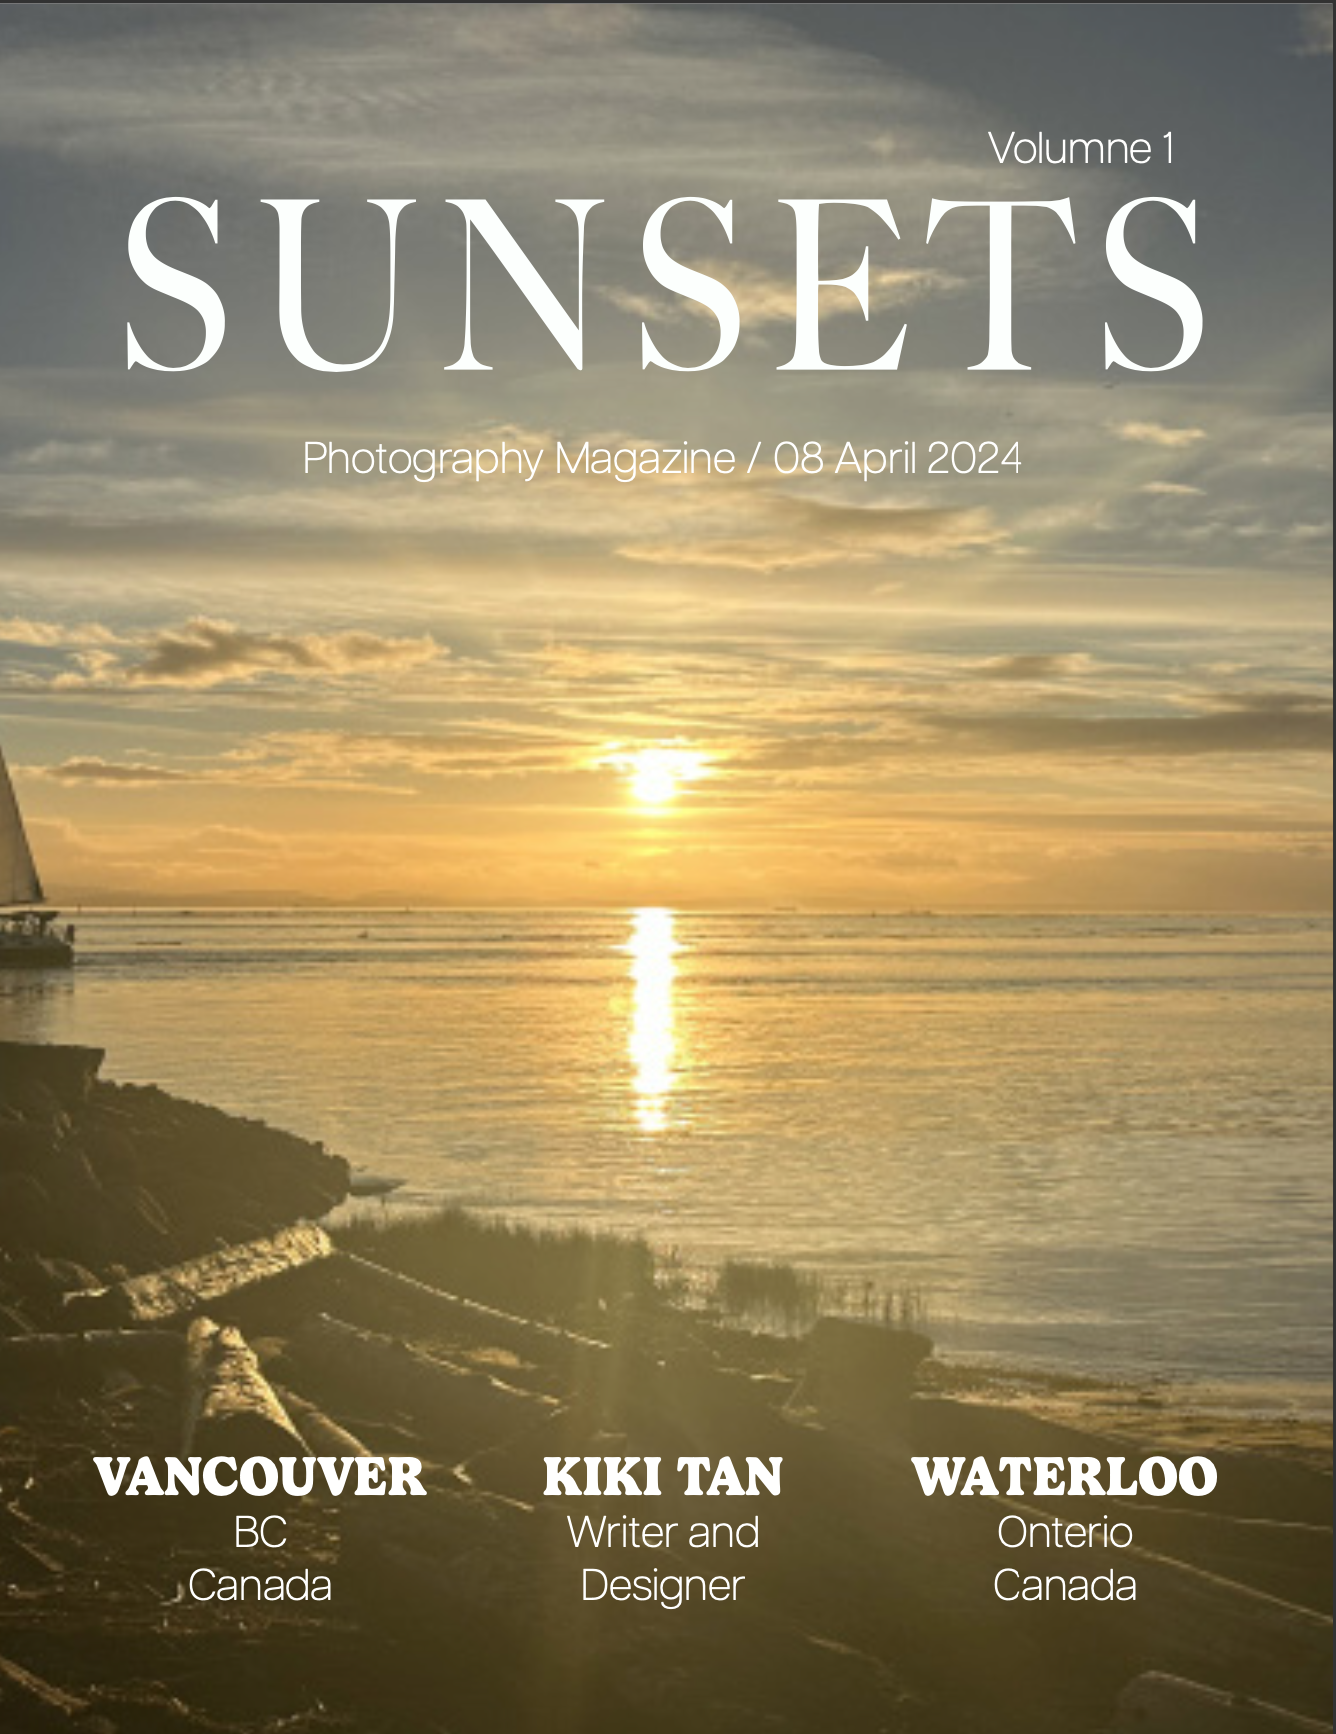 Volumne 1
SUNSETS
Photography Magazine / 08 April 2024
VANCOUVER
BC
Canada
KIKI TAN
Writer and
Designer
WATERLOO
Onterio
Canada